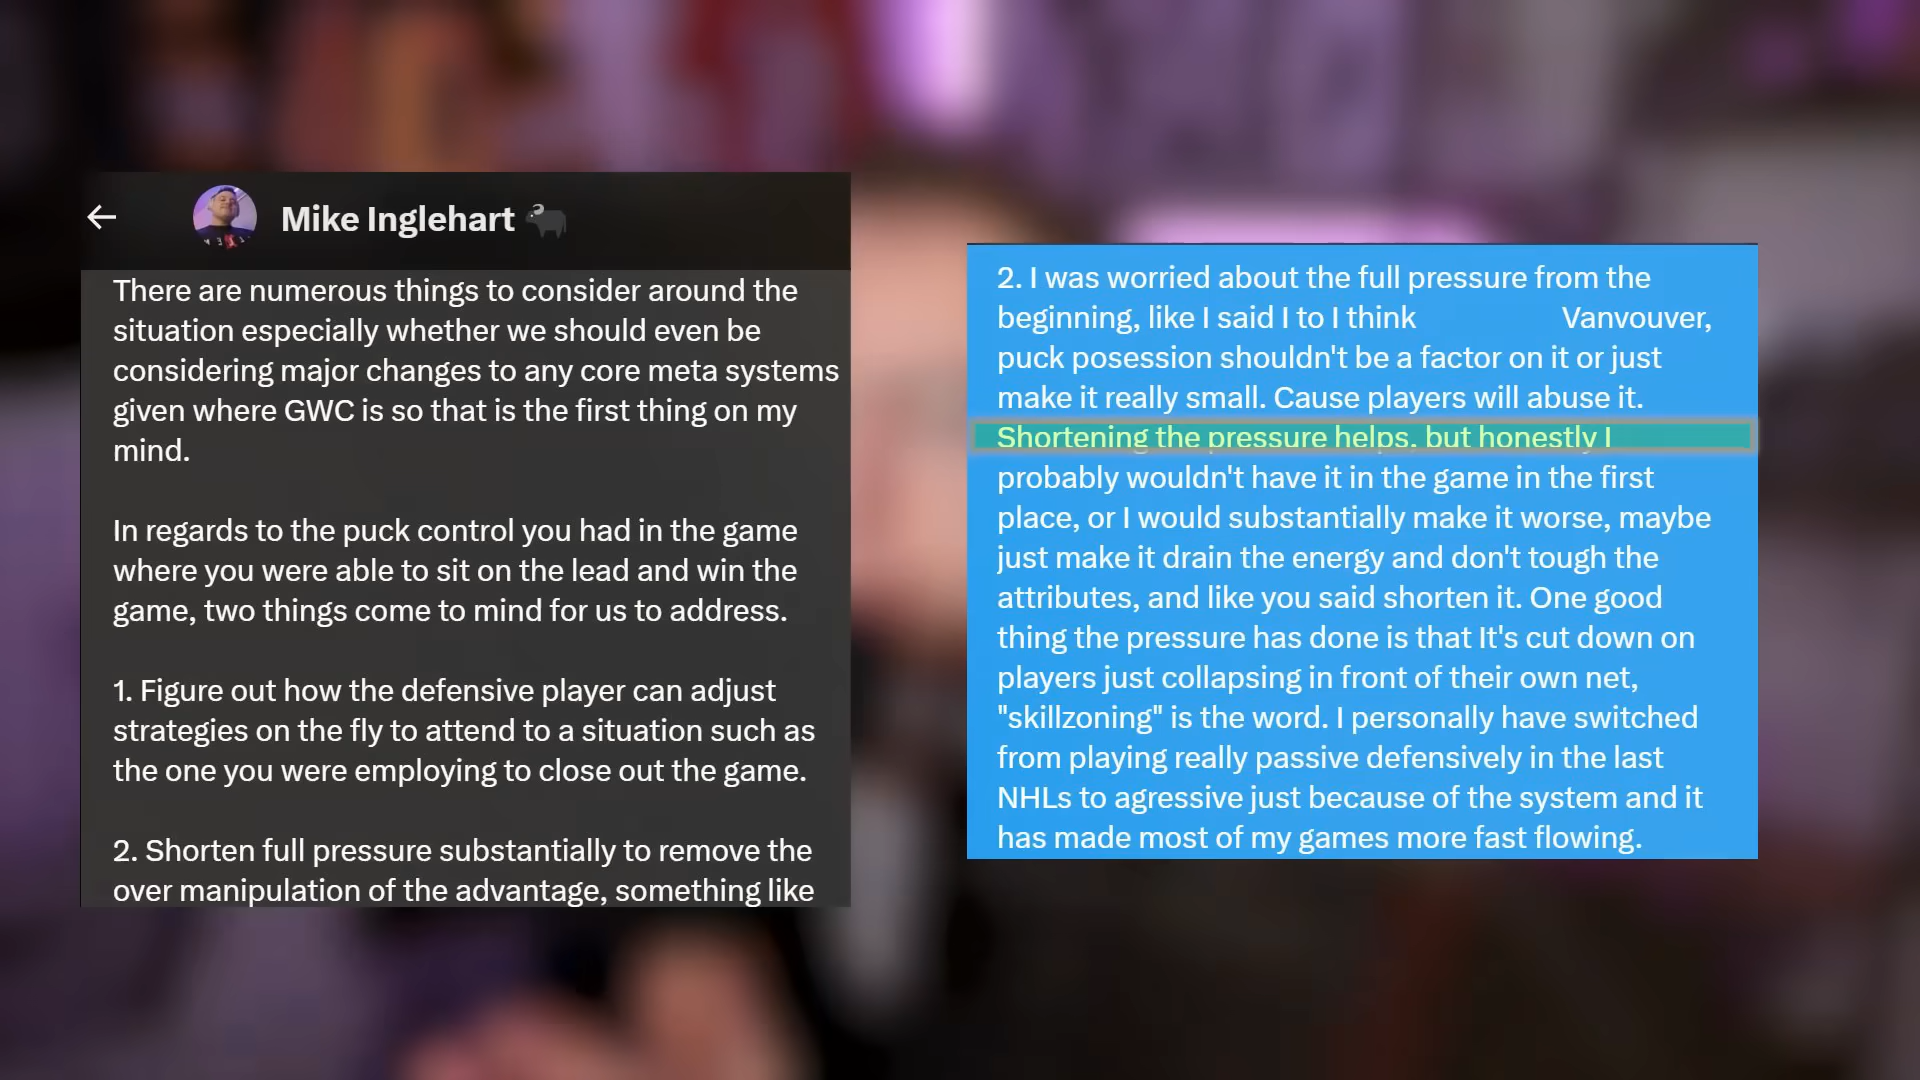 Mike Inglehart
There are numerous things to consider around the
situation especially whether we should even be
considering major changes to any core meta systems
given where GWC is so that is the first thing on my
mind.
In regards to the puck control you had in the game
where you were able to sit on the lead and win the
game, two things come to mind for us to address.
1. Figure out how the defensive player can adjust
strategies on the fly to attend to a situation such as
the one you were employing to close out the game.
2. Shorten full pressure substantially to remove the
over manipulation of the advantage, something like
2. I was worried about the full pressure from the
beginning, like I said I to I think Vanvouver,
puck posession shouldn't be a factor on it or just
make it really small. Cause players will abuse it.
Shortening the pressure helps, but honestly I
probably wouldn't have it in the game in the first
place, or I would substantially make it worse, maybe
just make it drain the energy and don't tough the
attributes, and like you said shorten it. One good
thing the pressure has done is that It's cut down on
players just collapsing in front of their own net,
"skillzoning" is the word. I personally have switched
from playing really passive defensively in the last
NHLs to agressive just because of the system and it
has made most of my games more fast flowing.